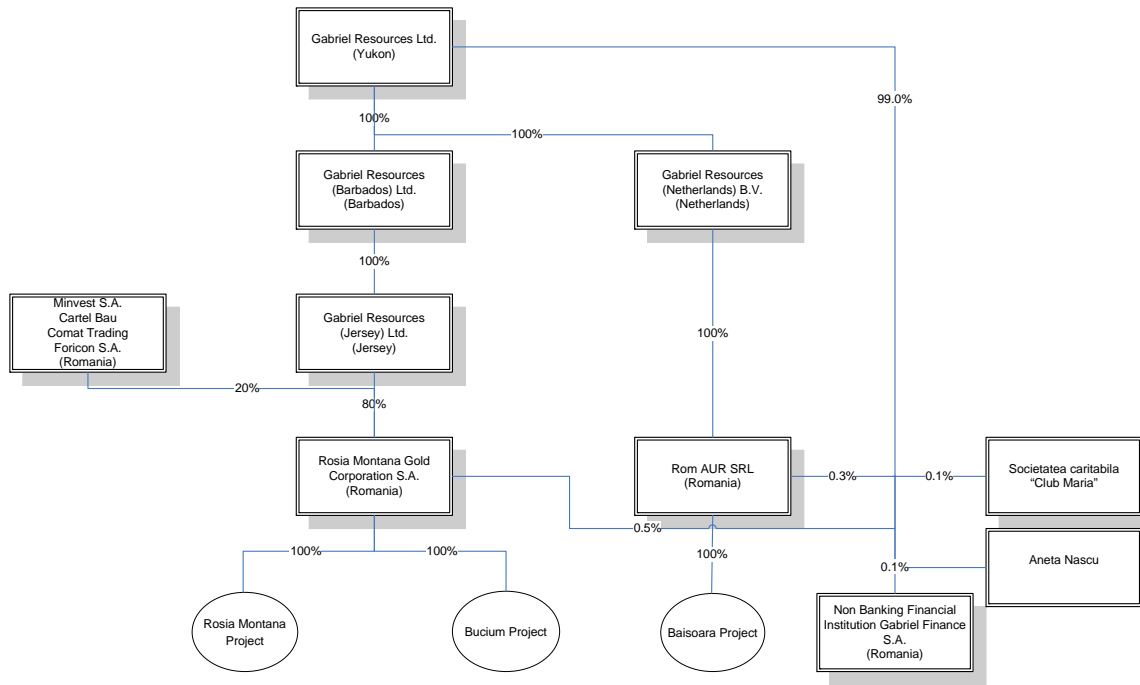 Gabriel Resources Ltd.
(Yukon)
99.0%
100%
100%
Gabriel Resources
(Barbados) Ltd.
(Barbados)
Gabriel Resources
(Netherlands) B.V.
(Netherlands)
100%
Minvest S.A.
Cartel Bau
Comat Trading
Foricon S.A.
(Romania)
Gabriel Resources
(Jersey) Ltd.
(Jersey)
100%
20%
80%
Rosia Montana Gold
Corporation S.A.
(Romania)
Rom AUR SRL
(Romania)
0.3%
0.1%
Societatea caritabila
“Club Maria”
0.5%
100%
100%
100%
0.1%
Aneta Nascu
Rosia Montana
Project
Bucium Project
Baisoara Project
Non Banking Financial
Institution Gabriel Finance
S.A.
(Romania)